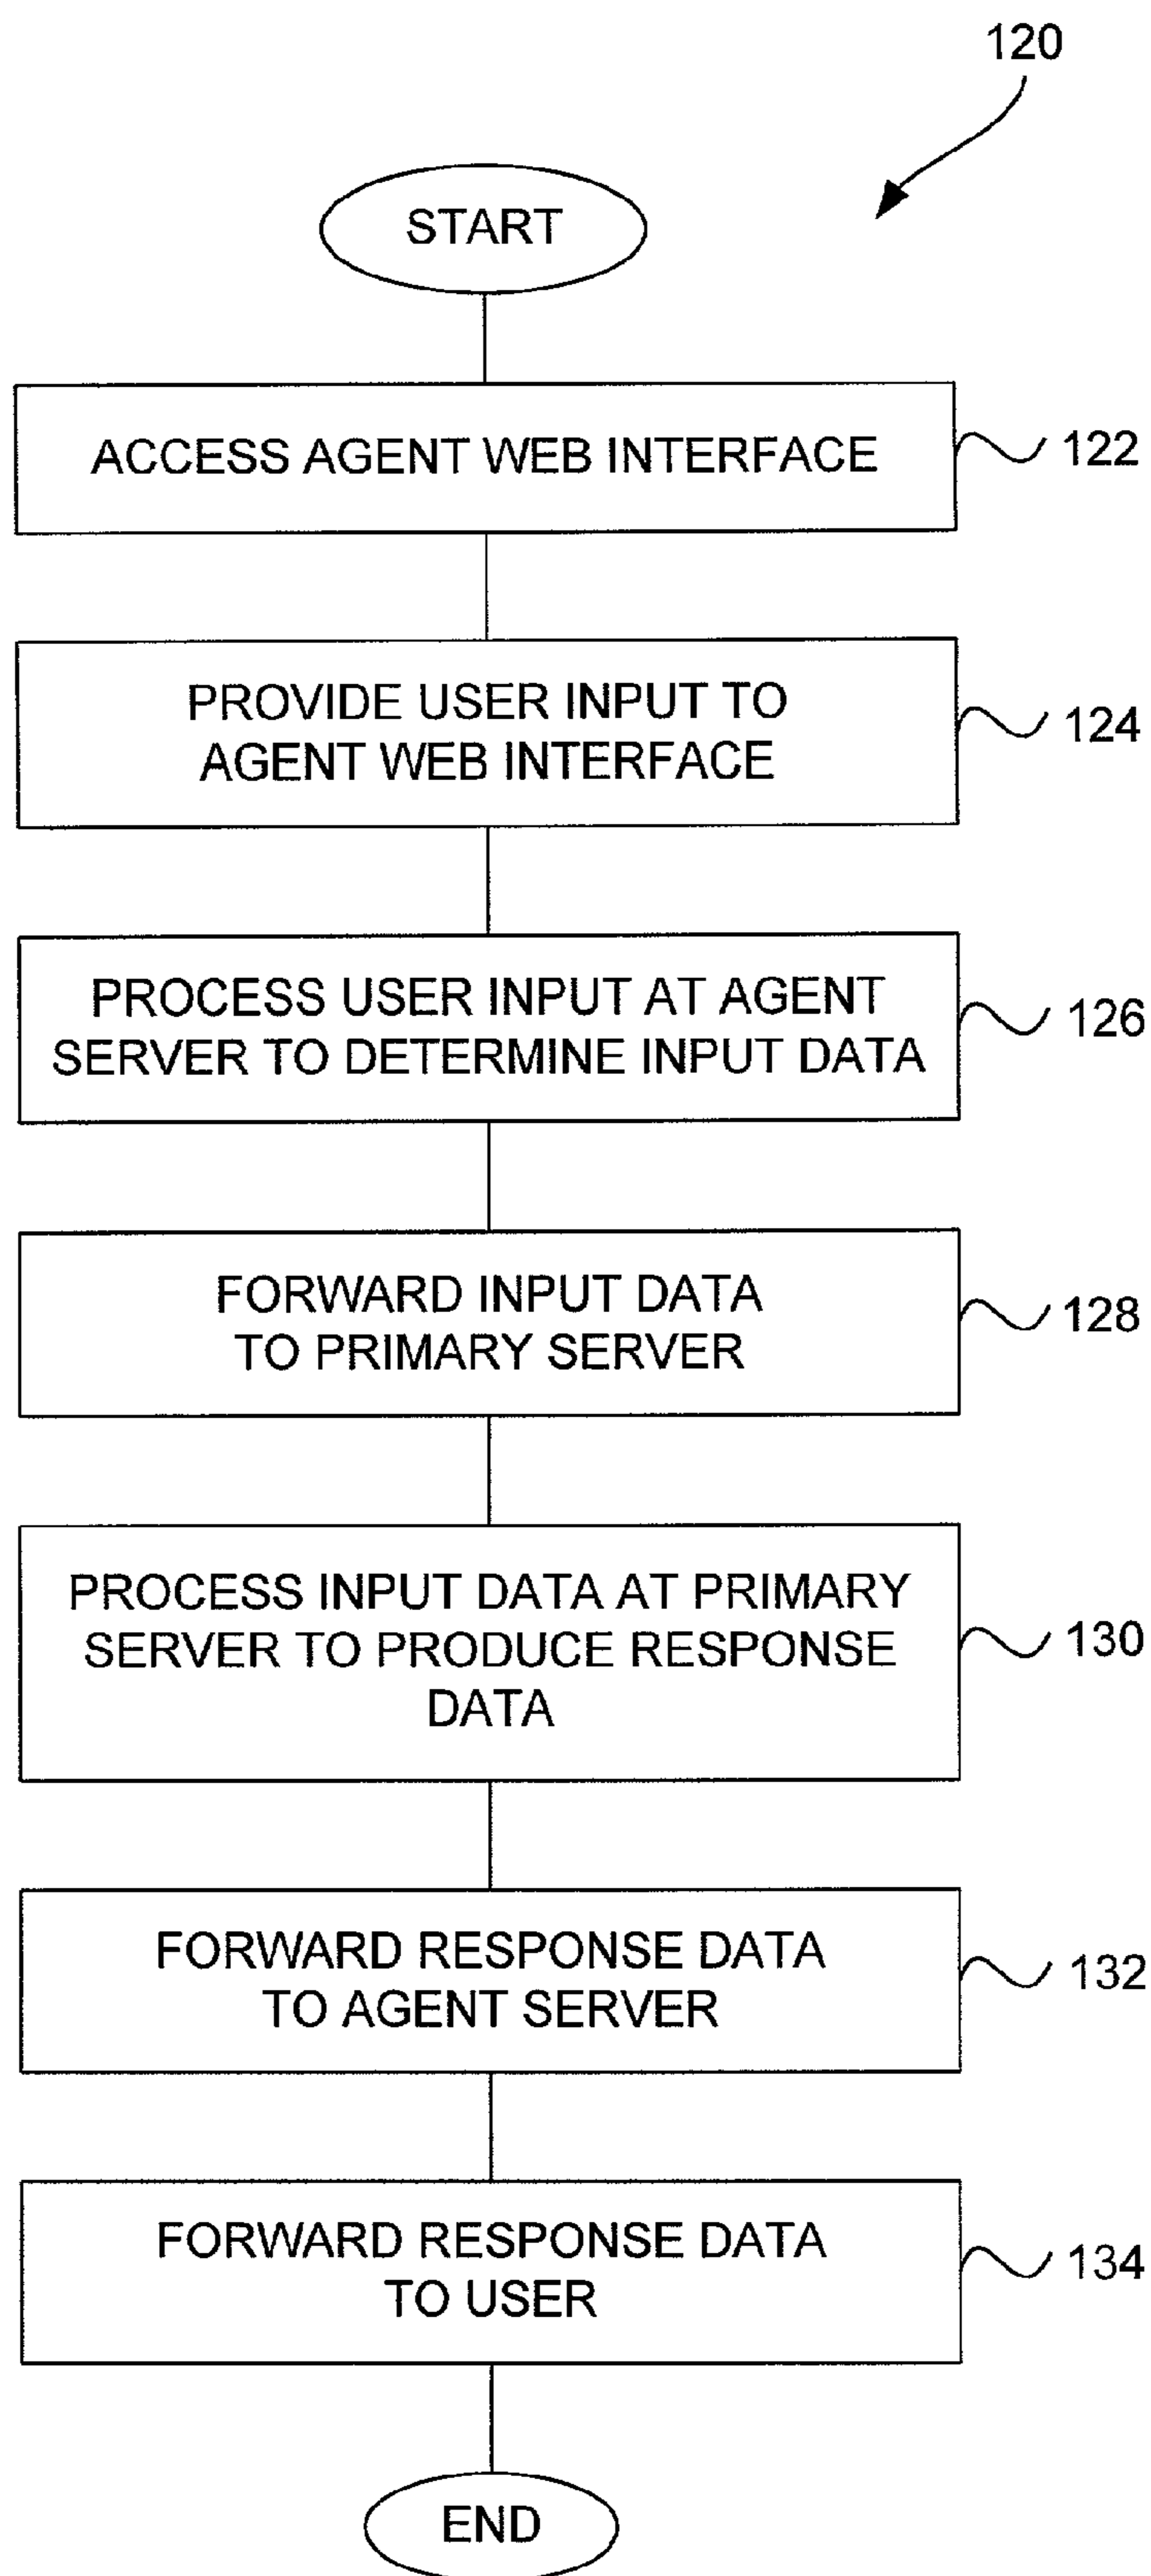 120
START
ACCESS AGENT WEB INTERFACE
122
PROVIDE USER INPUT TO
AGENT WEB INTERFACE
124
PROCESS USER INPUT AT AGENT
SERVER TO DETERMINE INPUT DATA
126
FORWARD INPUT DATA
TO PRIMARY SERVER
128
PROCESS INPUT DATA AT PRIMARY
SERVER TO PRODUCE RESPONSE
DATA
130
FORWARD RESPONSE DATA
TO AGENT SERVER
132
FORWARD RESPONSE DATA
TO USER
134
END